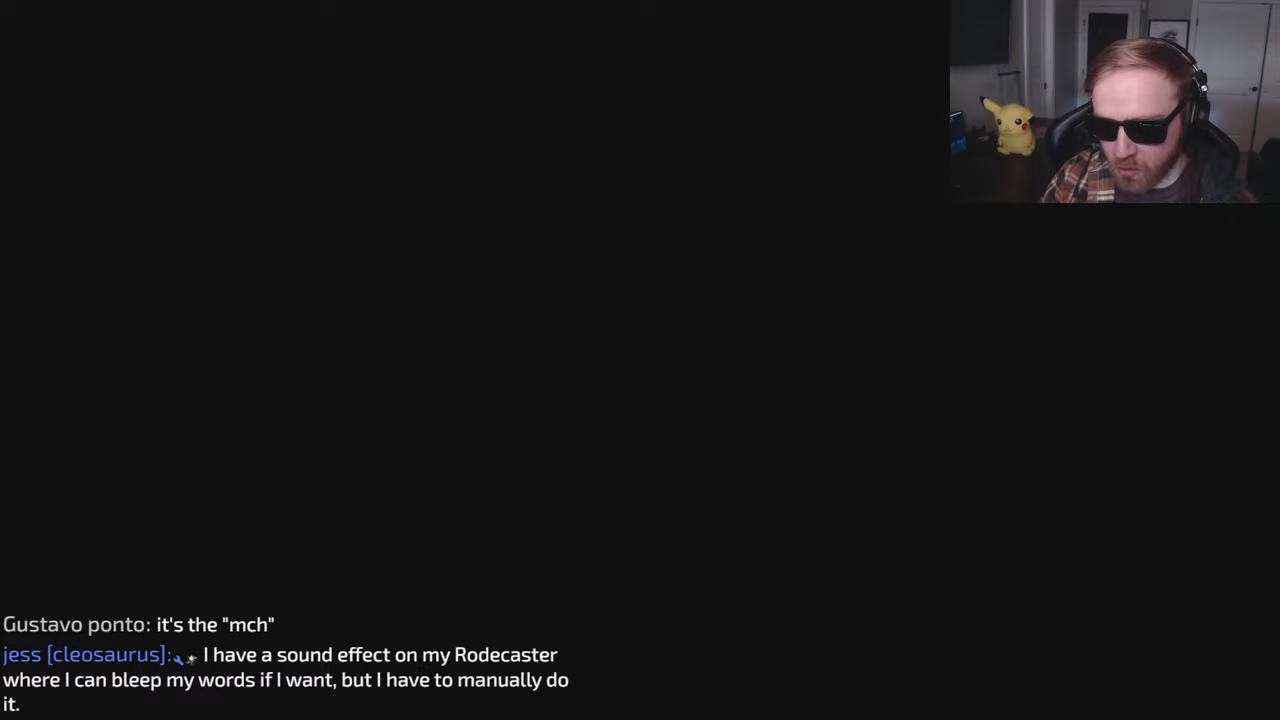 Gustavo ponto: it's the "mch"
jess [cleosaurus]: I have a sound effect on my Rodecaster
where I can bleep my words if I want, but I have to manually do
it.